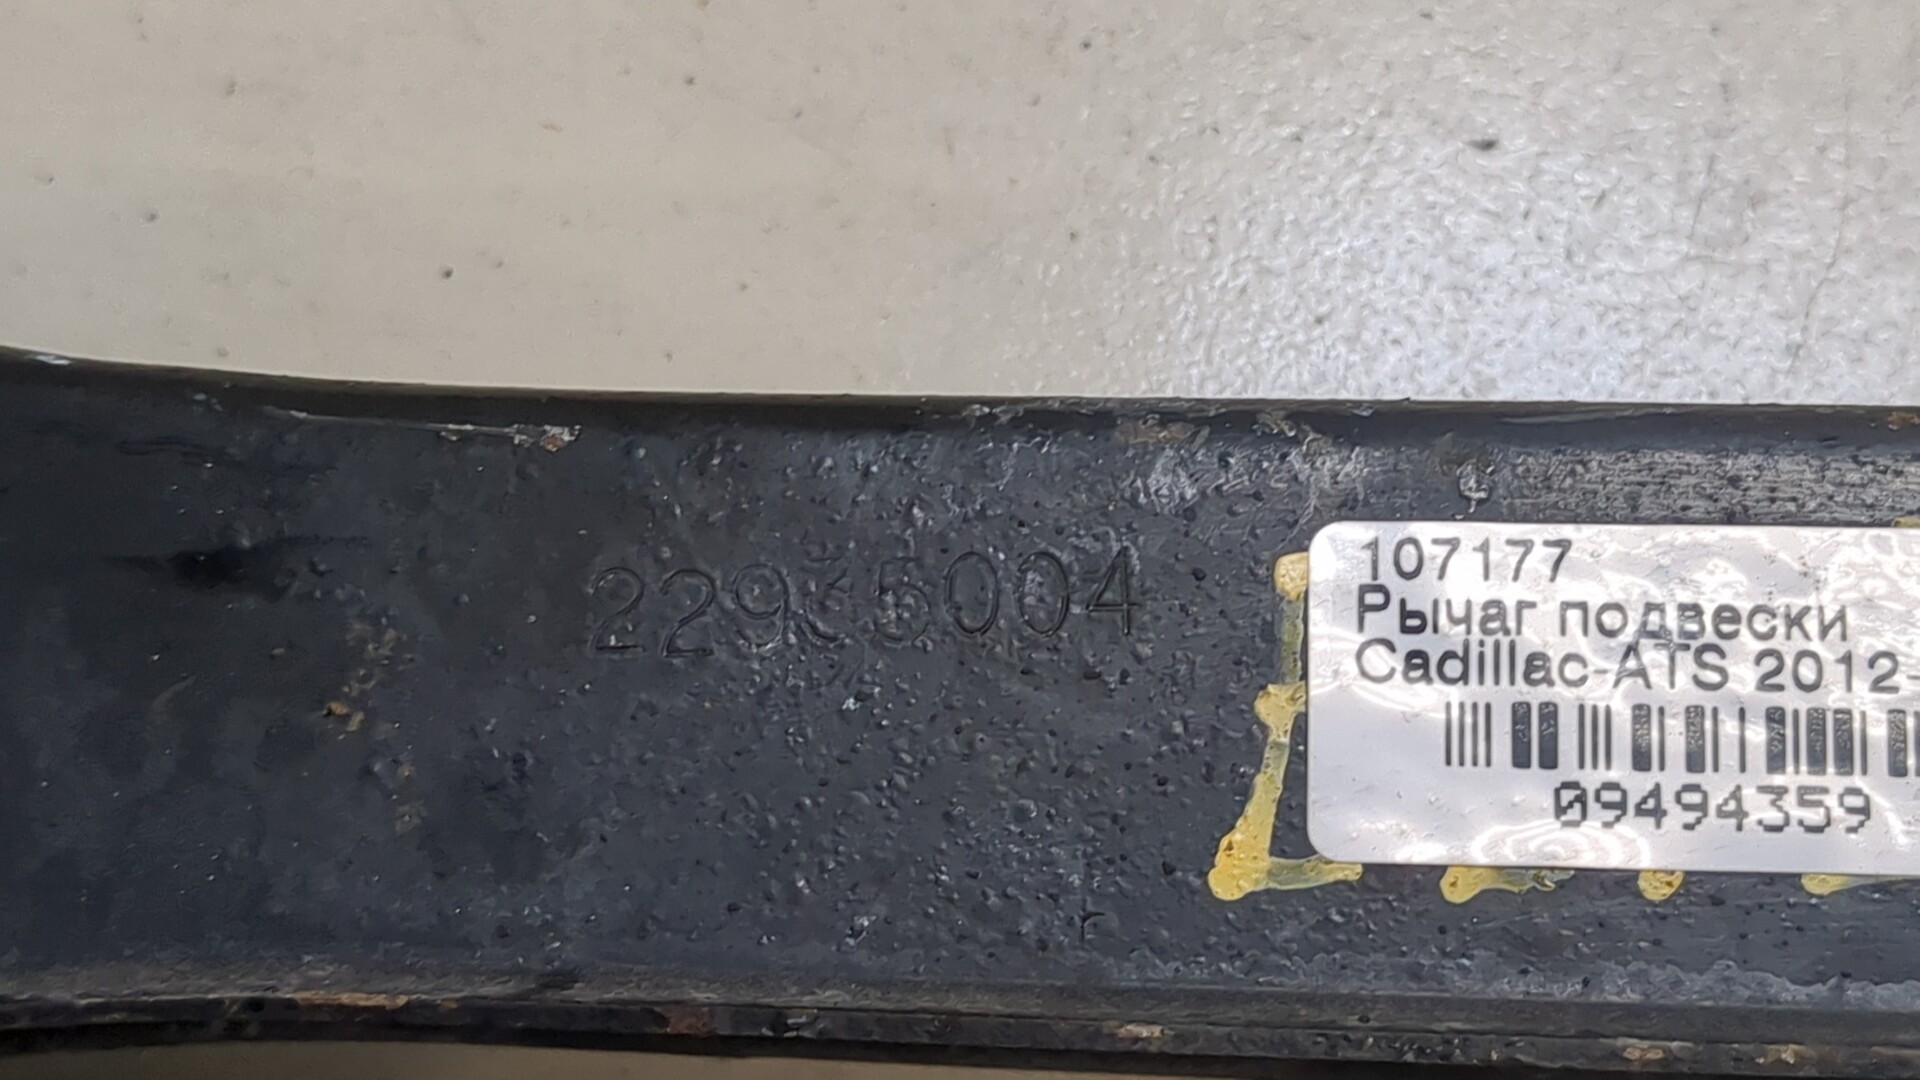 22935004
107177
Рычаг подвески
Cadillac-ATS 2012-
09494359